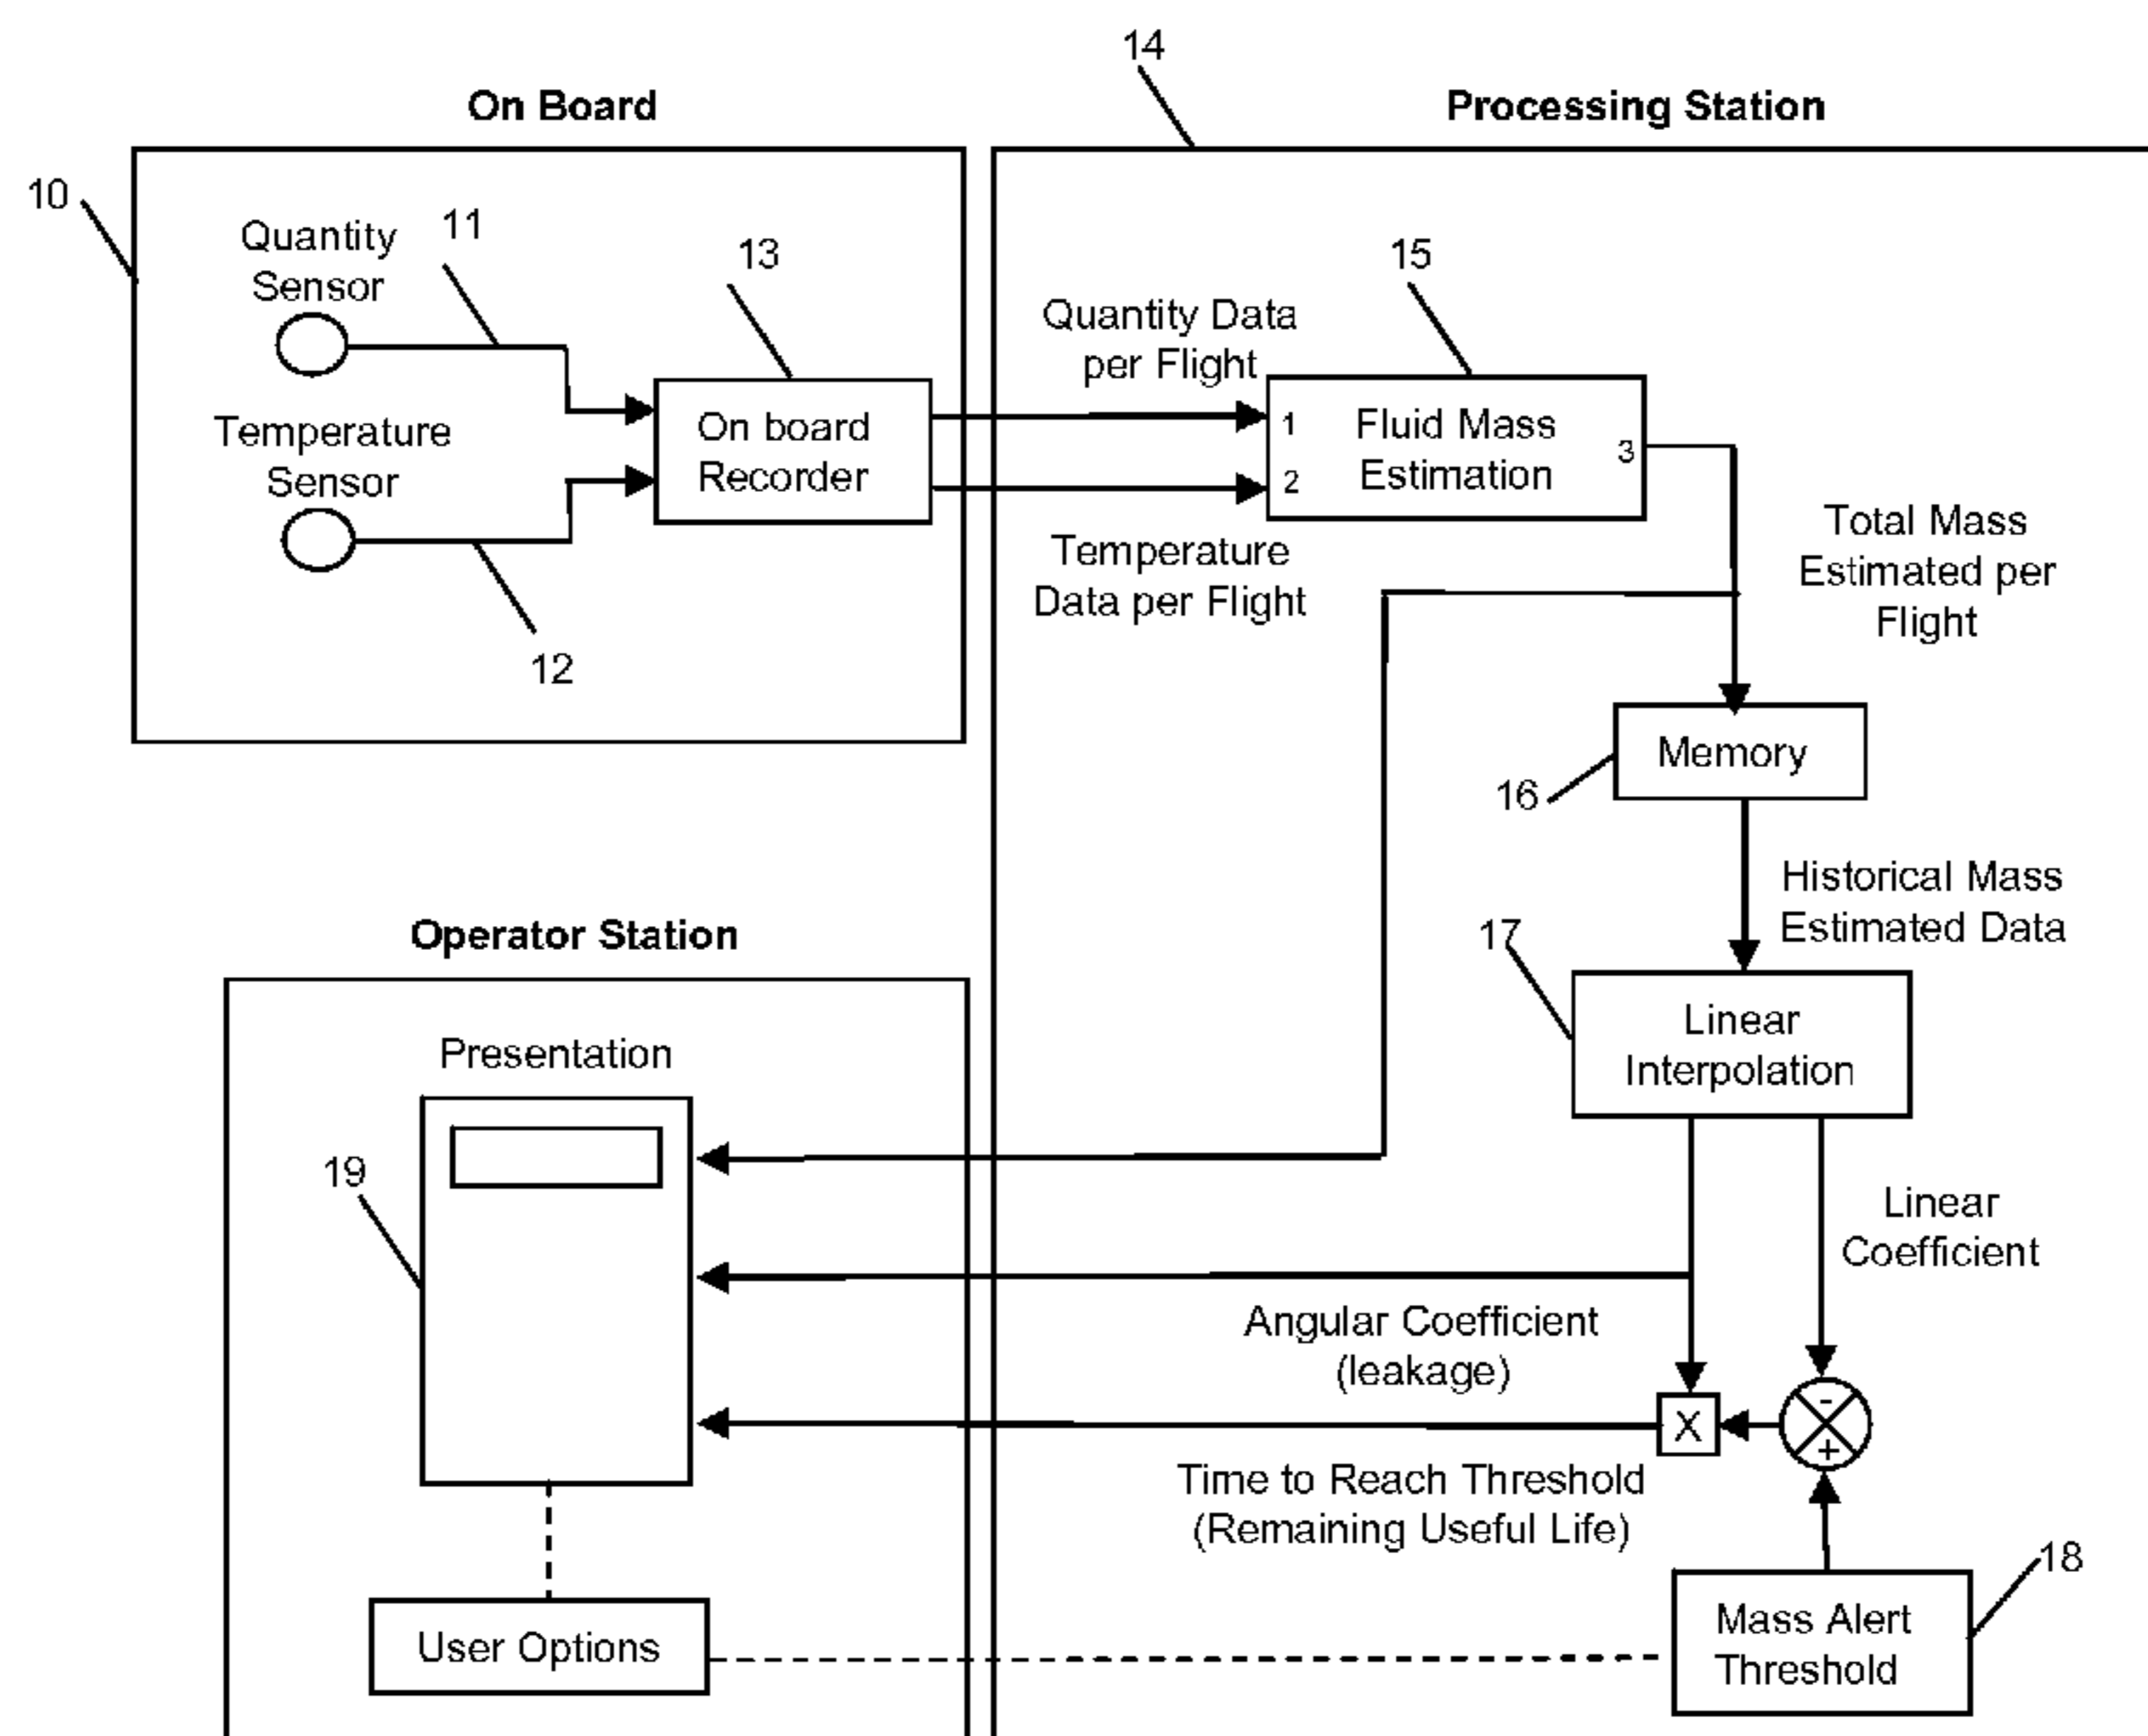 14
On Board
Processing Station
10
Quantity
Sensor
11
13
15
Temperature
Sensor
12
On board
Recorder
Quantity Data
per Flight
Temperature
Data per Flight
1
2
Fluid Mass
Estimation
3
Total Mass
Estimated per
Flight
Memory
16
Historical Mass
Estimated Data
17
Linear
Interpolation
Operator Station
Presentation
19
Linear
Coefficient
Angular Coefficient
(leakage)
X
-
+
Time to Reach Threshold
(Remaining Useful Life)
18
Mass Alert
Threshold
User Options